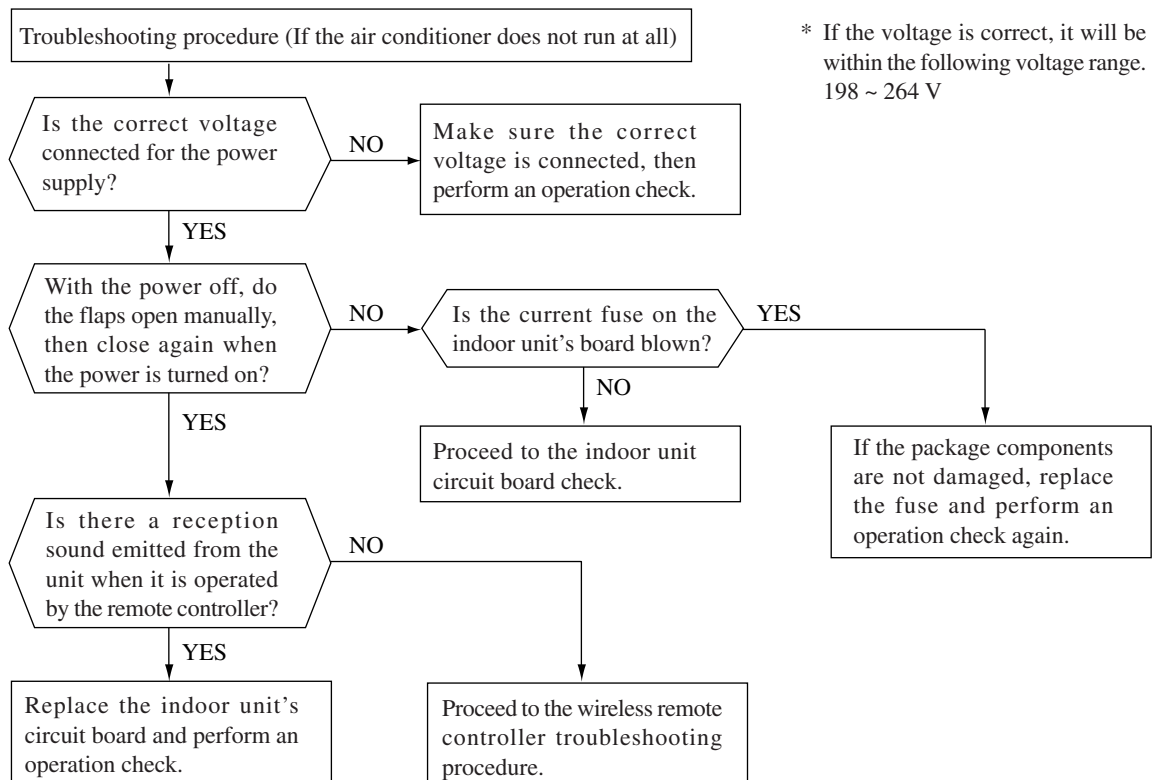 Troubleshooting procedure (If the air conditioner does not run at all)
* If the voltage is correct, it will be
within the following voltage range.
198 ~ 264 V
Is the correct voltage
connected for the power
supply?
NO
Make sure the correct
voltage is connected, then
perform an operation check.
YES
With the power off, do
the flaps open manually,
then close again when
the power is turned on?
NO
Is the current fuse on the
indoor unit's board blown?
YES
NO
YES
Proceed to the indoor unit
circuit board check.
If the package components
are not damaged, replace
the fuse and perform an
operation check again.
Is there a reception
sound emitted from the
unit when it is operated
by the remote controller?
NO
YES
Replace the indoor unit's
circuit board and perform an
operation check.
Proceed to the wireless remote
controller troubleshooting
procedure.